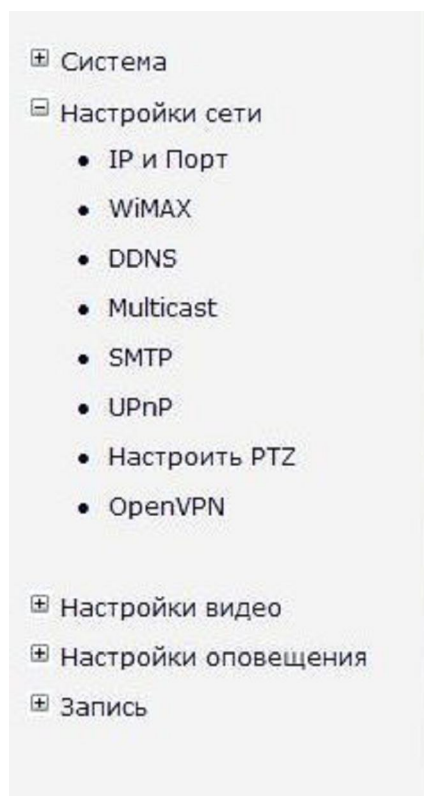 Система
Настройки сети
IP и Порт
WiMAX
DDNS
Multicast
SMTP
UPnP
Настроить PTZ
OpenVPN
Настройки видео
Настройки оповещения
Запись